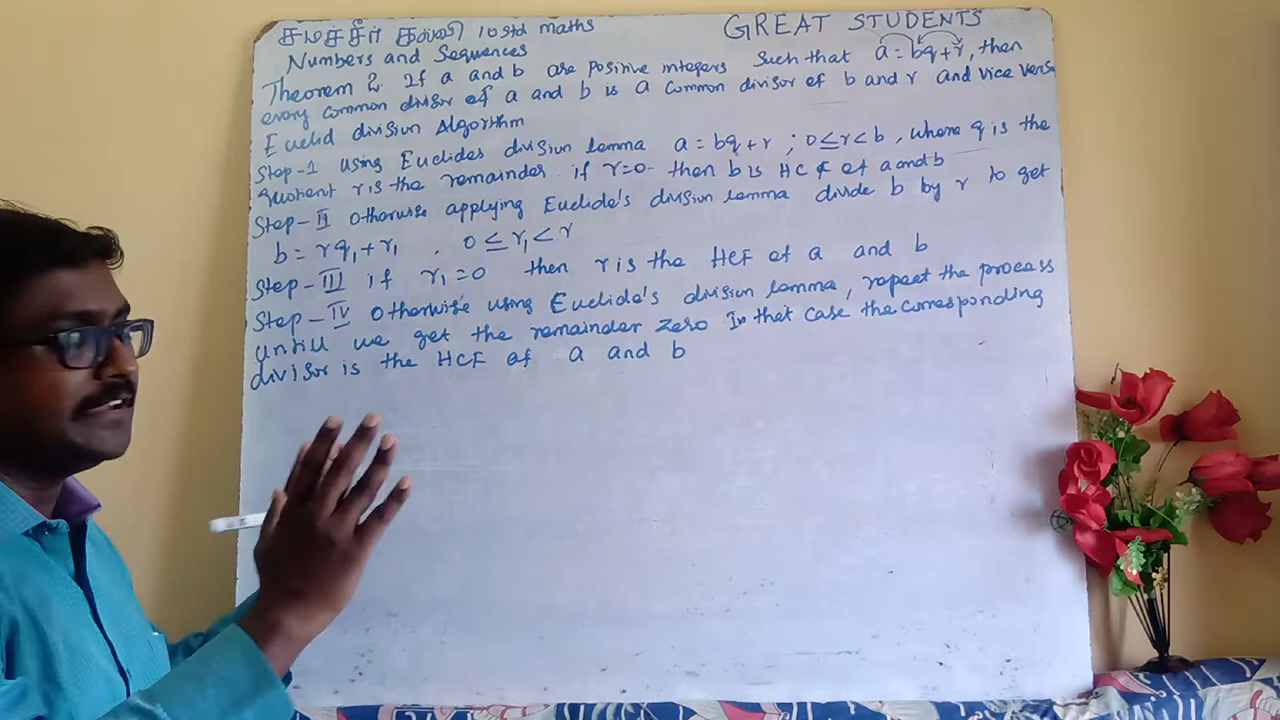 சமச்சீர் கல்வி 10 std maths
GREAT STUDENTS
Numbers and Sequences
Theorem 2. If a and b are positive integers such that a = bq + r, then
every common divisor of a and b is a common divisor of b and r and vice versa
Euclid division Algorithm
Step-I using Euclides division lemma a = bq + r ; 0 ≤ r < b, where q is the
quotient r is the remainder. if r = 0 then b is HCF of a and b
Step-II otherwise applying Euclide's division lemma divide b by r to get
b = rq₁ + r₁ , 0 ≤ r₁ < r
Step-III if r₁ = 0 then r is the HCF of a and b
Step-IV Otherwise using Euclide's division lemma, repeat the process
untill we get the remainder zero In that case the corresponding
divisor is the HCF of a and b